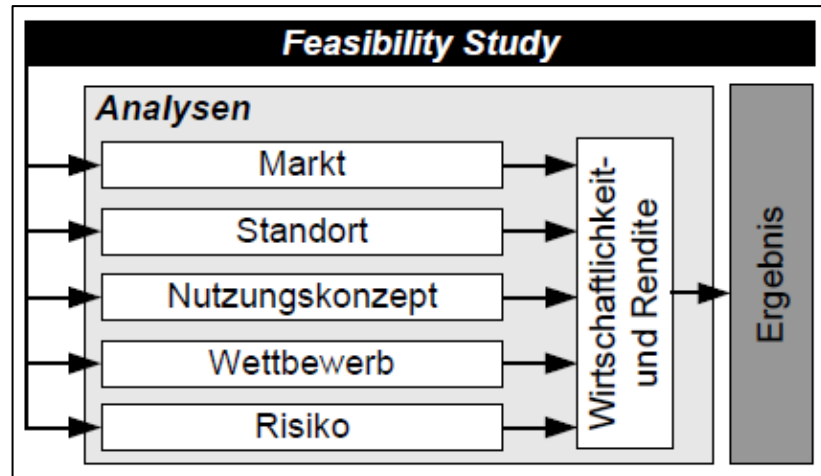 Feasibility Study
Analysen
Markt
Standort
Nutzungskonzept
Wettbewerb
Risiko
Wirtschaftlichkeit-
und Rendite
Ergebnis